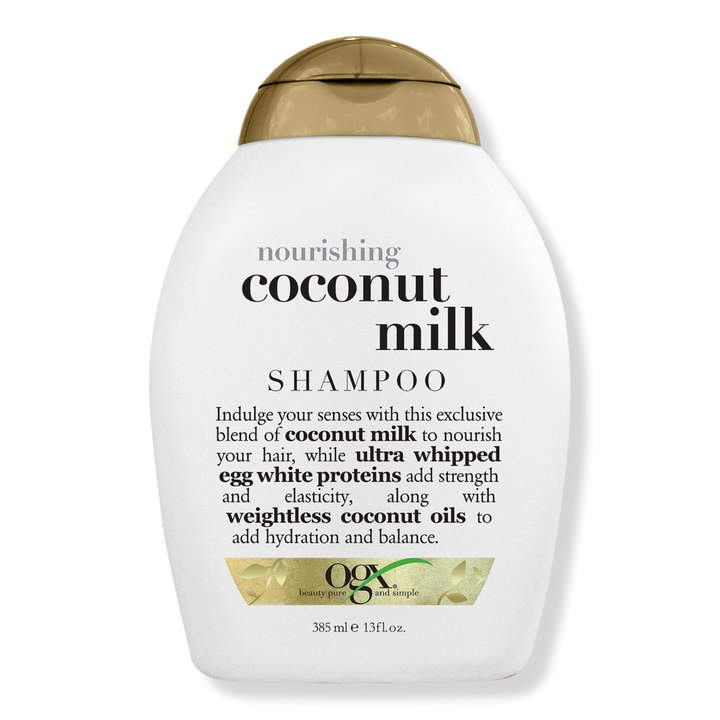 nourishing
coconut
milk
SHAMPOO
Indulge your senses with this exclusive
blend of coconut milk to nourish
your hair, while ultra whipped
egg white proteins add strength
and elasticity, along with
weightless coconut oils to
add hydration and balance.
ogx®
beauty pure and simple
385 ml e 13fl.oz.